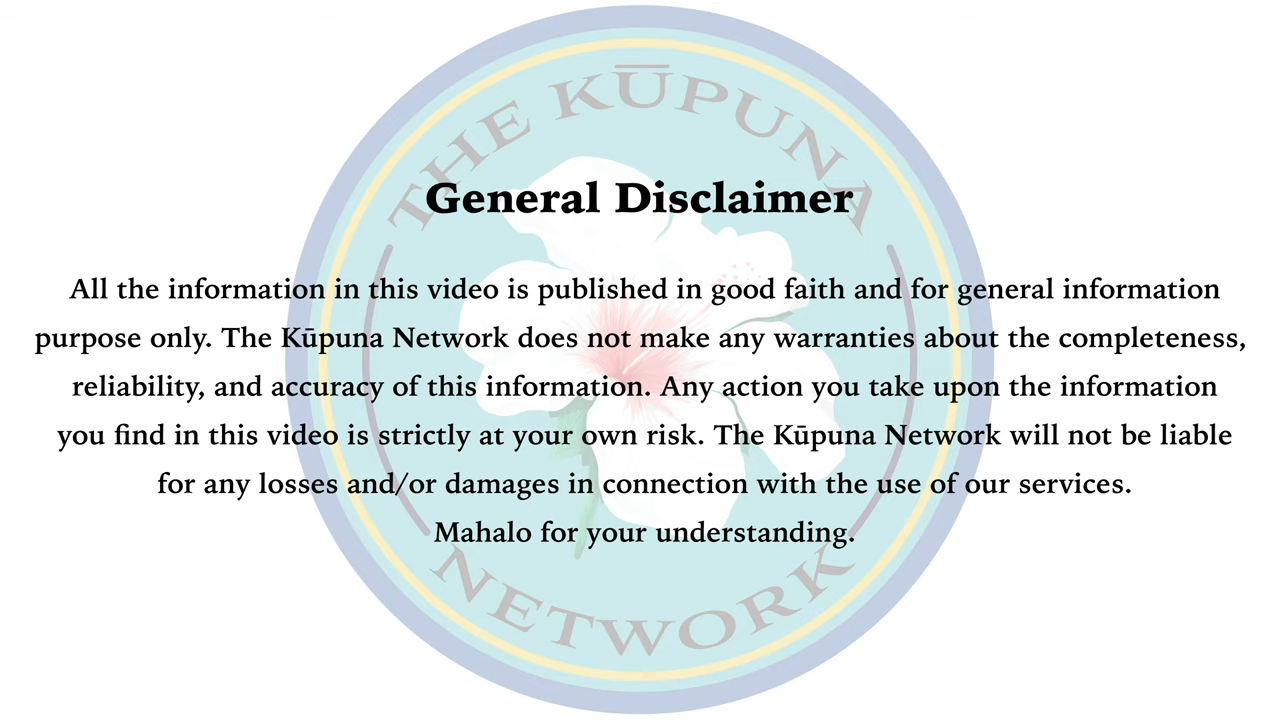 THE KŪPUNA
General Disclaimer
All the information in this video is published in good faith and for general information
purpose only. The Kūpuna Network does not make any warranties about the completeness,
reliability, and accuracy of this information. Any action you take upon the information
you find in this video is strictly at your own risk. The Kūpuna Network will not be liable
for any losses and/or damages in connection with the use of our services.
Mahalo for your understanding.
NETWORK